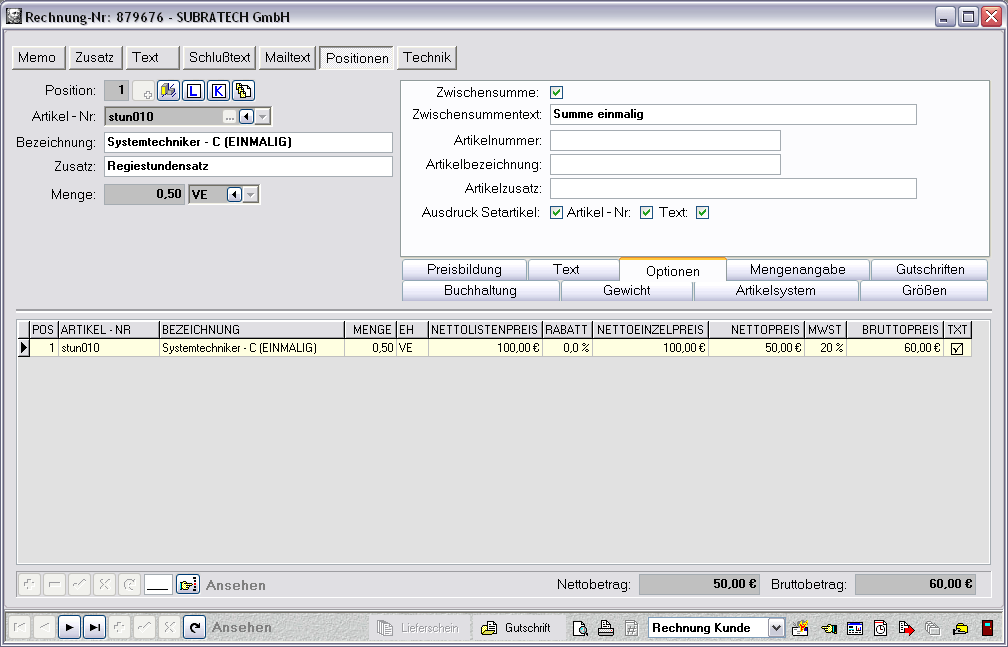 Rechnung-Nr: 879676 - SUBRATECH GmbH
Memo Zusatz Text Schlußtext Mailtext Positionen Technik
Position: 1 L K
Artikel - Nr: stun010 ...
Bezeichnung: Systemtechniker - C (EINMALIG)
Zusatz: Regiestundensatz
Menge: 0,50 VE
Zwischensumme:
Zwischensummentext: Summe einmalig
Artikelnummer:
Artikelbezeichnung:
Artikelzusatz:
Ausdruck Setartikel: Artikel - Nr: Text:
Preisbildung Text Optionen Mengenangabe Gutschriften
Buchhaltung Gewicht Artikelsystem Größen
POS ARTIKEL - NR BEZEICHNUNG MENGE EH NETTOLISTENPREIS RABATT NETTOEINZELPREIS NETTOPREIS MWST BRUTTOPREIS TXT
1 stun010 Systemtechniker - C (EINMALIG) 0,50 VE 100,00 € 0,0 % 100,00 € 50,00 € 20 % 60,00 €
Ansehen Nettobetrag: 50,00 € Bruttobetrag: 60,00 €
Ansehen Lieferschein Gutschrift # Rechnung Kunde